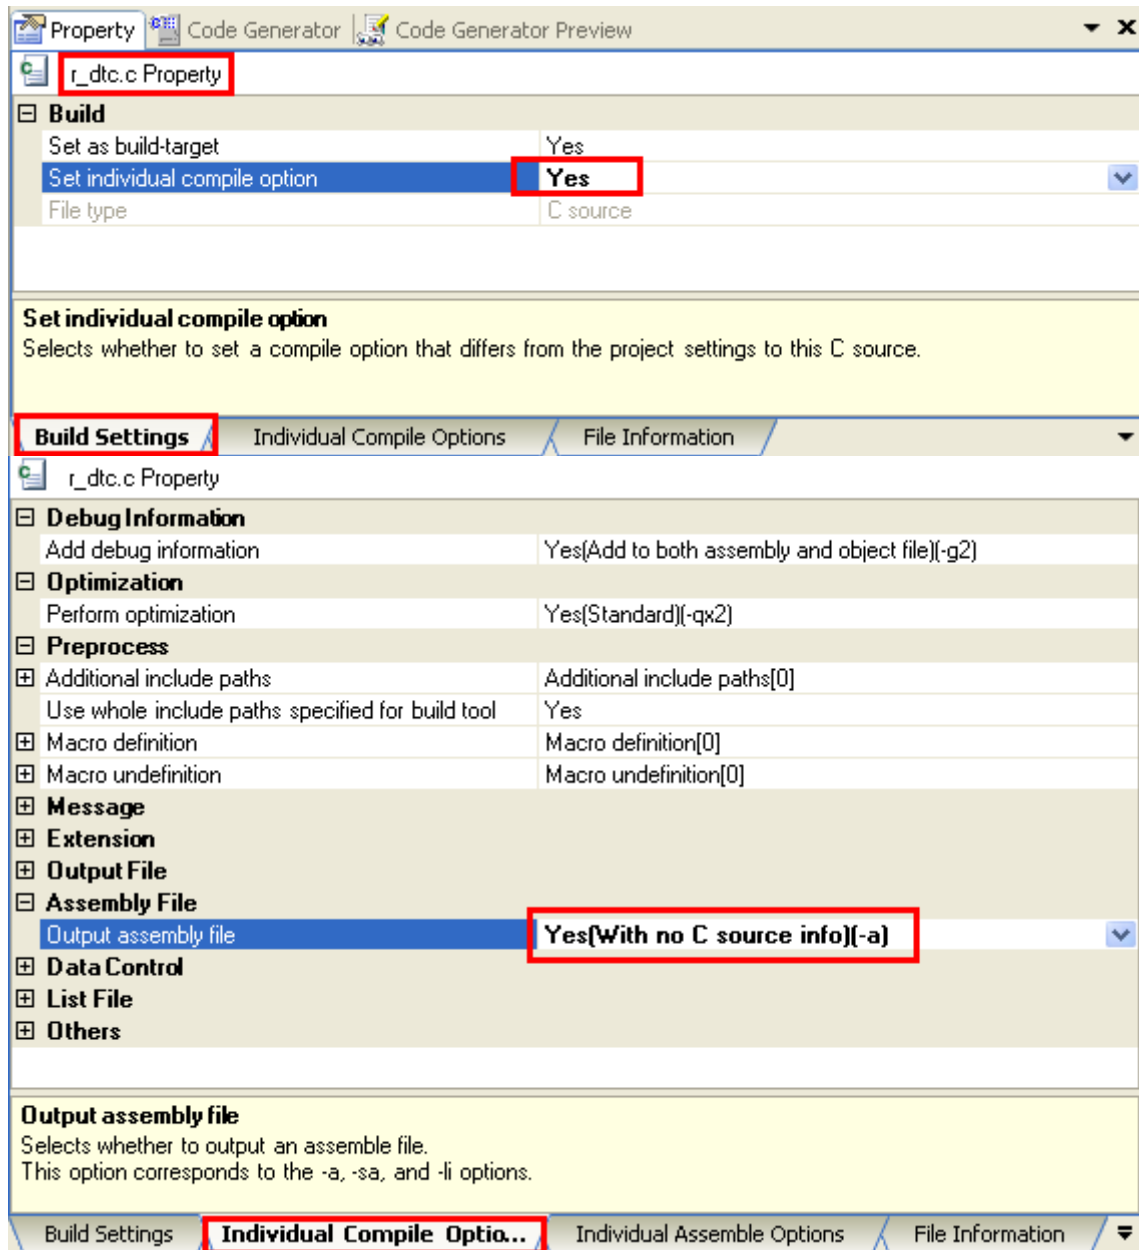 Property Code Generator Code Generator Preview
r_dtc.c Property
Build
Set as build-target Yes
Set individual compile option Yes
File type C source
Set individual compile option
Selects whether to set a compile option that differs from the project settings to this C source.
Build Settings Individual Compile Options File Information
r_dtc.c Property
Debug Information
Add debug information Yes(Add to both assembly and object file)(-g2)
Optimization
Perform optimization Yes(Standard)(-qx2)
Preprocess
Additional include paths Additional include paths[0]
Use whole include paths specified for build tool Yes
Macro definition Macro definition[0]
Macro undefinition Macro undefinition[0]
Message
Extension
Output File
Assembly File
Output assembly file Yes(With no C source info)(-a)
Data Control
List File
Others
Output assembly file
Selects whether to output an assemble file.
This option corresponds to the -a, -sa, and -li options.
Build Settings Individual Compile Optio... Individual Assemble Options File Information